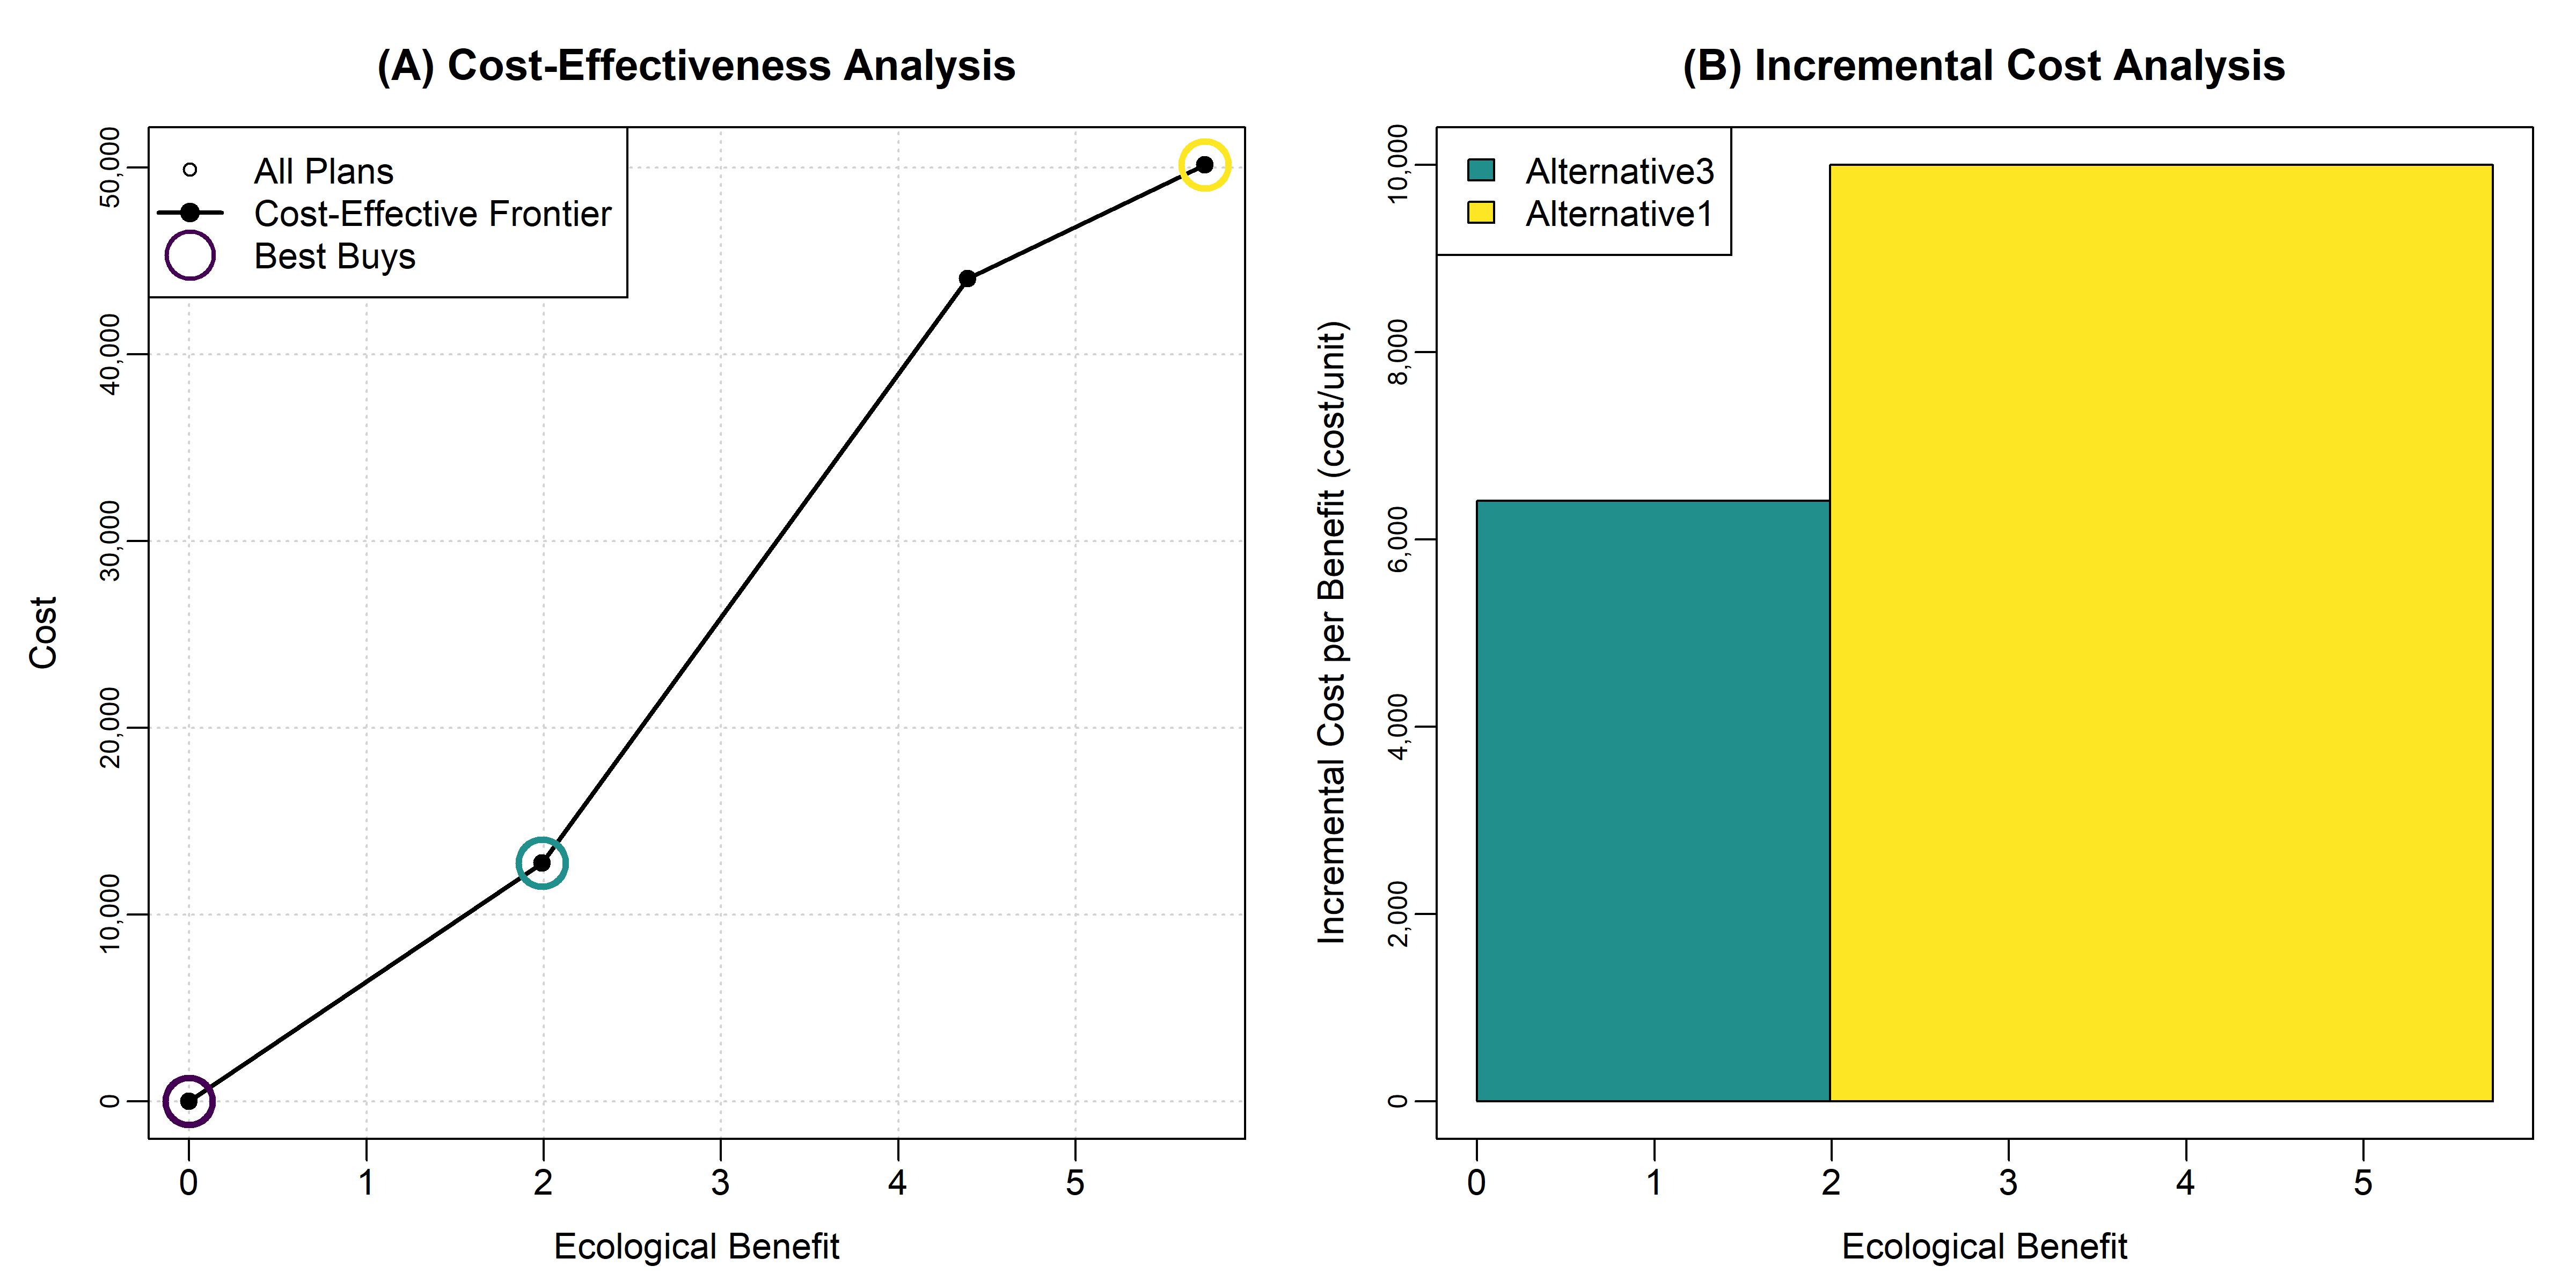 (A) Cost-Effectiveness Analysis
All Plans
Cost-Effective Frontier
Best Buys
Cost
50,000
40,000
30,000
20,000
10,000
0
0 1 2 3 4 5
Ecological Benefit
(B) Incremental Cost Analysis
Alternative3
Alternative1
Incremental Cost per Benefit (cost/unit)
10,000
8,000
6,000
4,000
2,000
0
0 1 2 3 4 5
Ecological Benefit